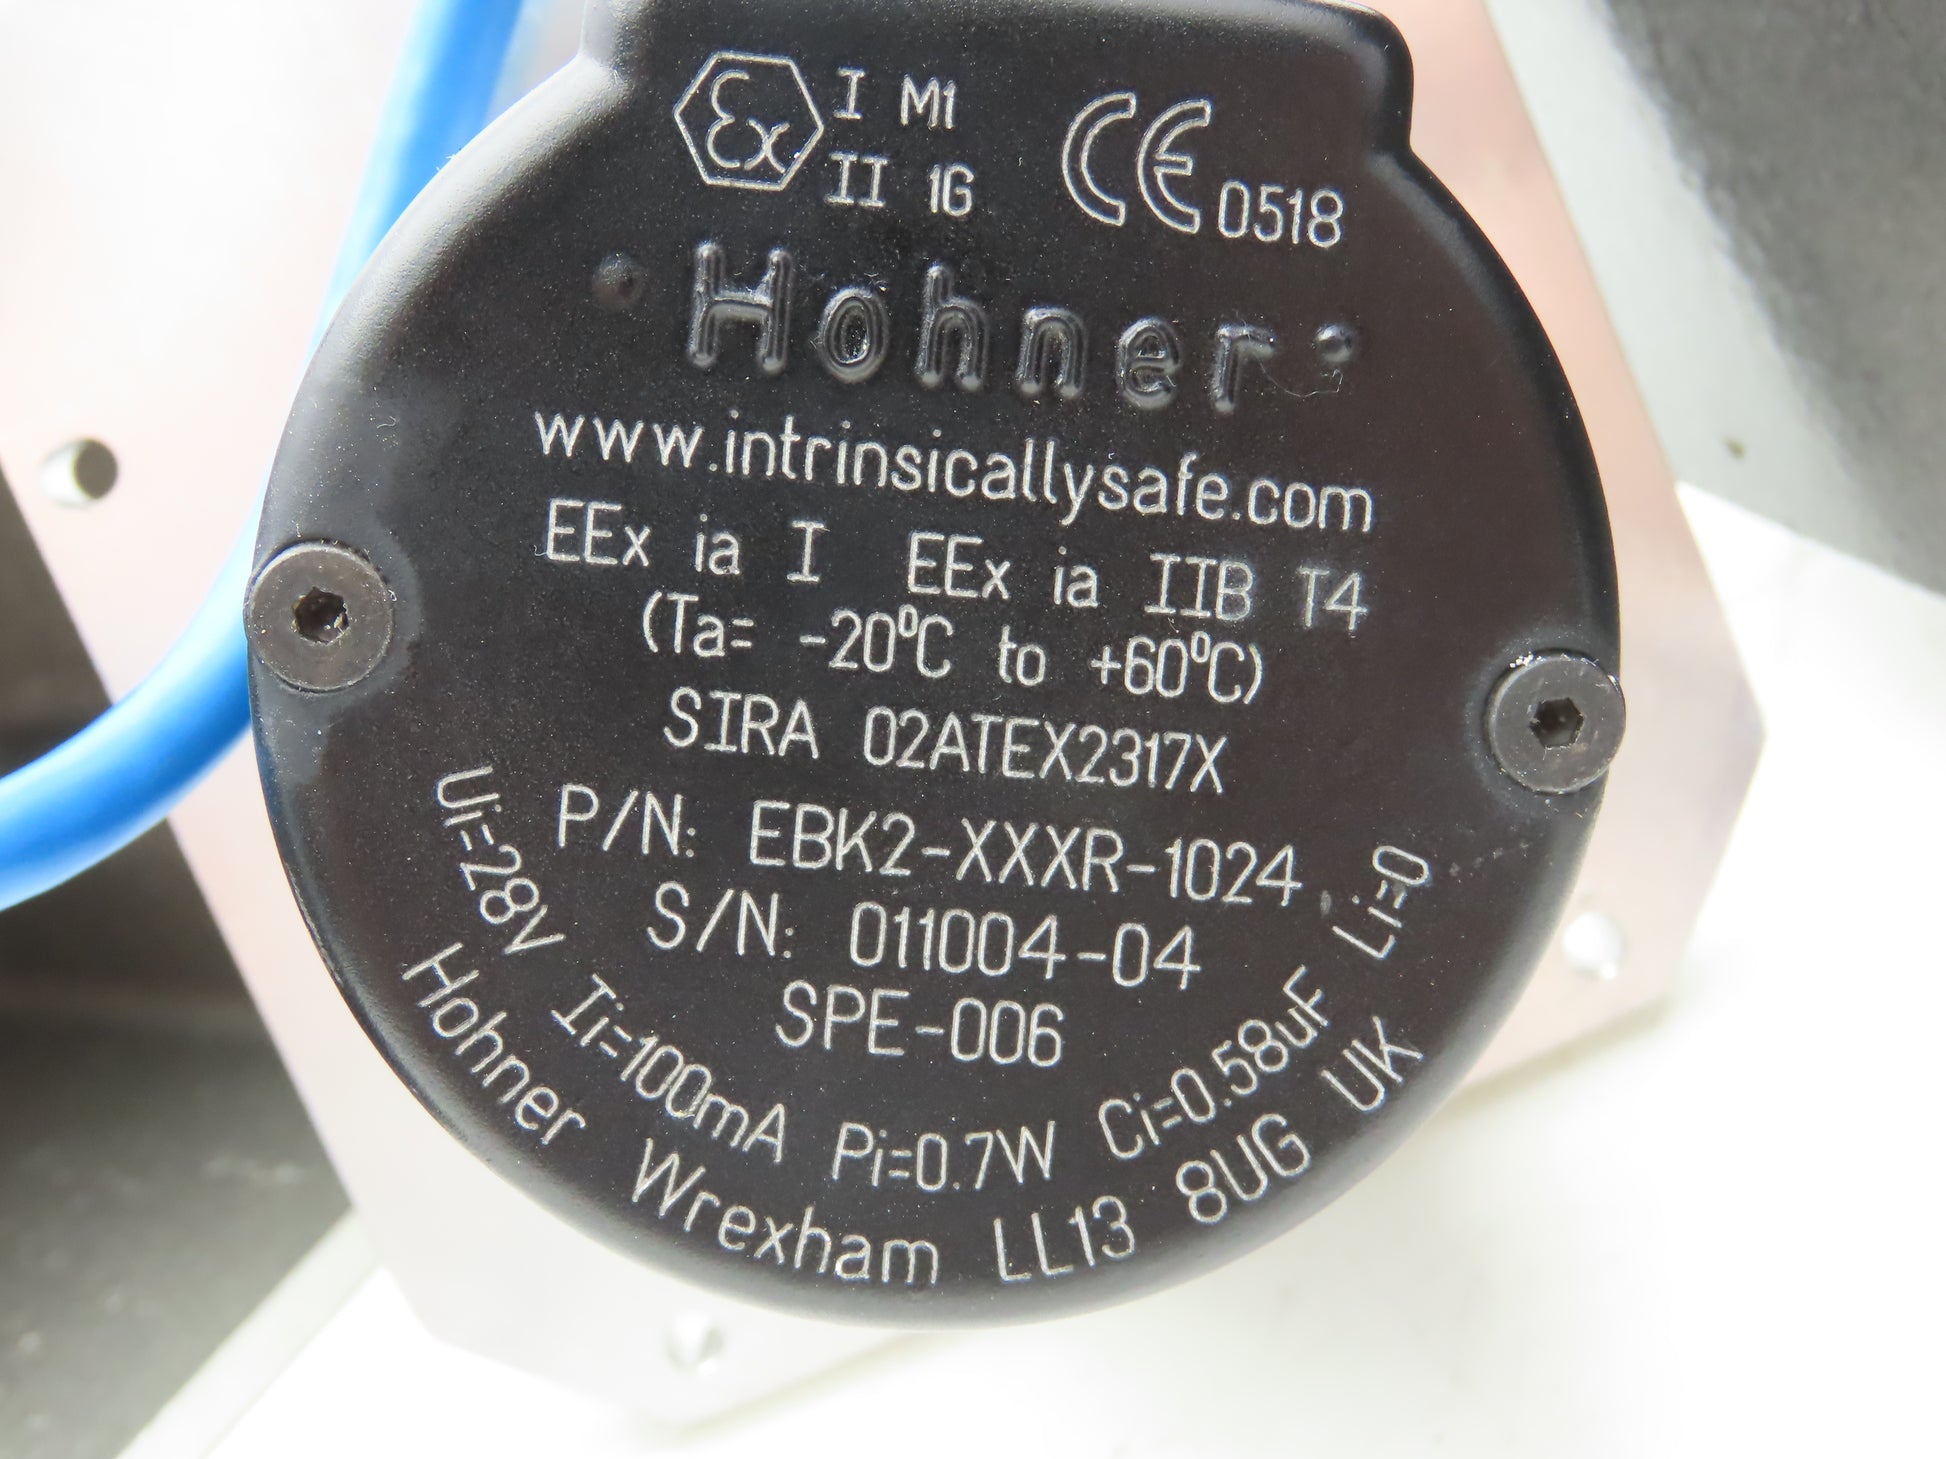 Ex I M1
II 1G
CE 0518
Hohner
www.intrinsicallysafe.com
EEx ia I EEx ia IIB T4
(Ta= -20⁰C to +60⁰C)
SIRA 02ATEX2317X
P/N: EBK2-XXXR-1024
S/N: 011004-04
SPE-006
Ui=28V Ii=100mA Pi=0.7W Ci=0.58uF Li=0
Hohner Wrexham LL13 8UG UK